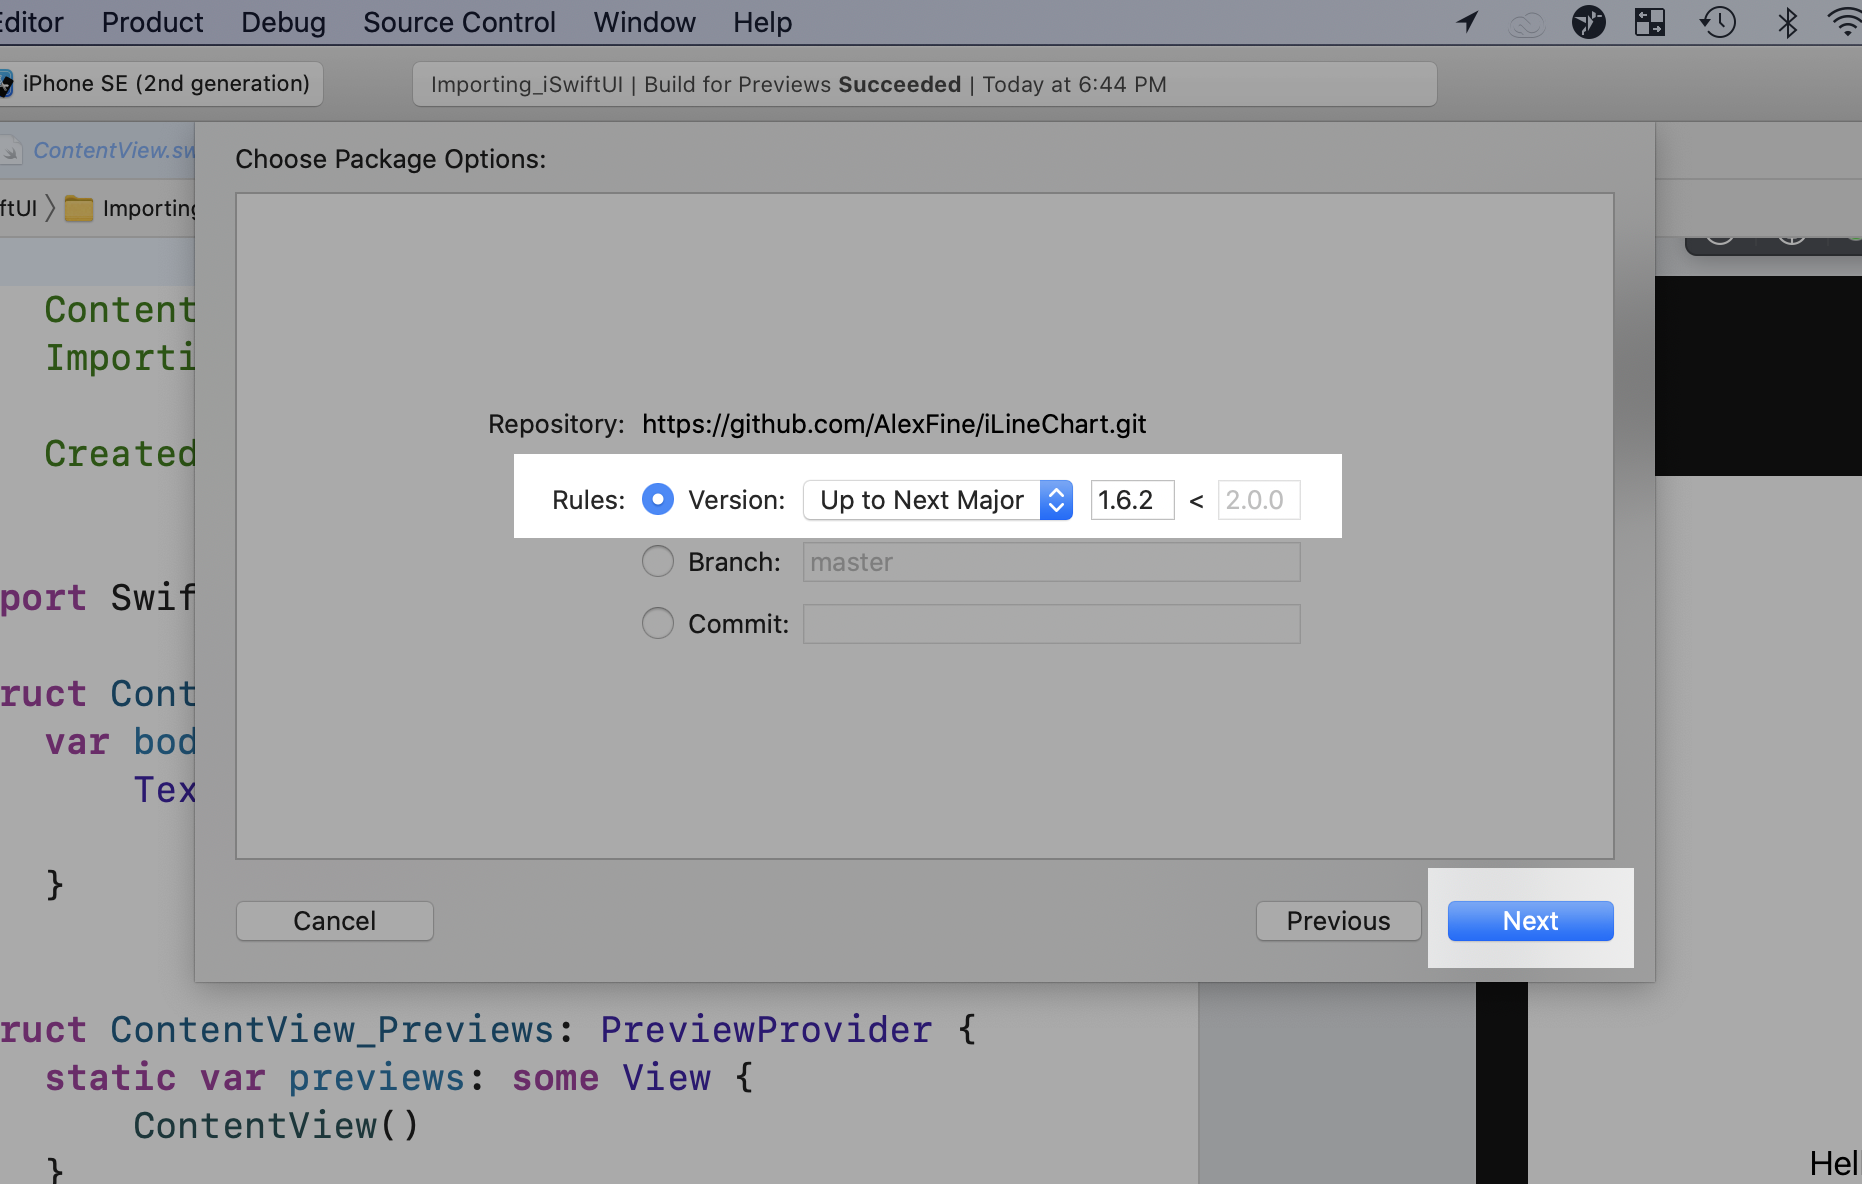 Editor Product Debug Source Control Window Help
iPhone SE (2nd generation)
Importing_iSwiftUI | Build for Previews Succeeded | Today at 6:44 PM
ContentView.sw
ftUI Importing
Choose Package Options:
Content
Importi
Created
Repository: https://github.com/AlexFine/iLineChart.git
Rules: Version: Up to Next Major 1.6.2 < 2.0.0
Branch: master
Commit:
port Swif
ruct Cont
var bod
Tex
}
Cancel Previous Next
ruct ContentView_Previews: PreviewProvider {
static var previews: some View {
ContentView()
}
Hel